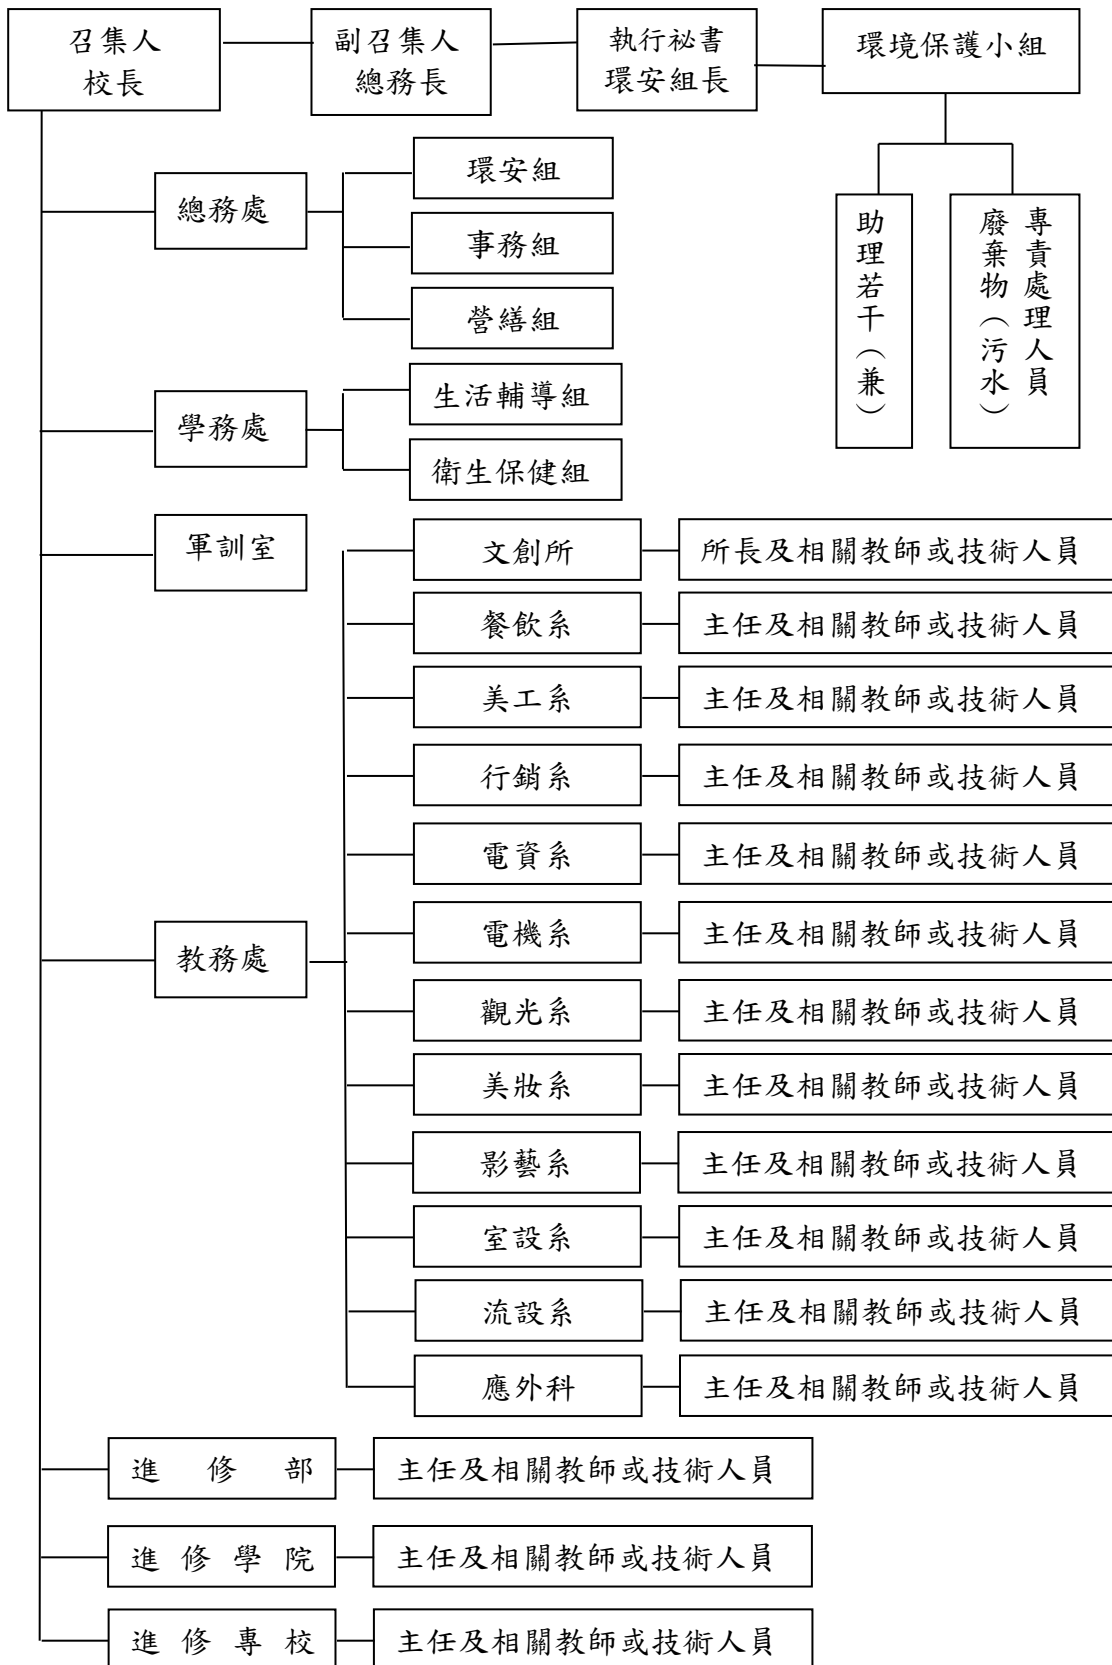 召集人
校長
副召集人
總務長
執行祕書
環安組長
環境保護小組
助理若干（兼）
專責處理人員
廢棄物（污水）
總務處
環安組
事務組
營繕組
學務處
生活輔導組
衛生保健組
軍訓室
教務處
文創所
所長及相關教師或技術人員
餐飲系
主任及相關教師或技術人員
美工系
主任及相關教師或技術人員
行銷系
主任及相關教師或技術人員
電資系
主任及相關教師或技術人員
電機系
主任及相關教師或技術人員
觀光系
主任及相關教師或技術人員
美妝系
主任及相關教師或技術人員
影藝系
主任及相關教師或技術人員
室設系
主任及相關教師或技術人員
流設系
主任及相關教師或技術人員
應外科
主任及相關教師或技術人員
進修部
主任及相關教師或技術人員
進修學院
主任及相關教師或技術人員
進修專校
主任及相關教師或技術人員